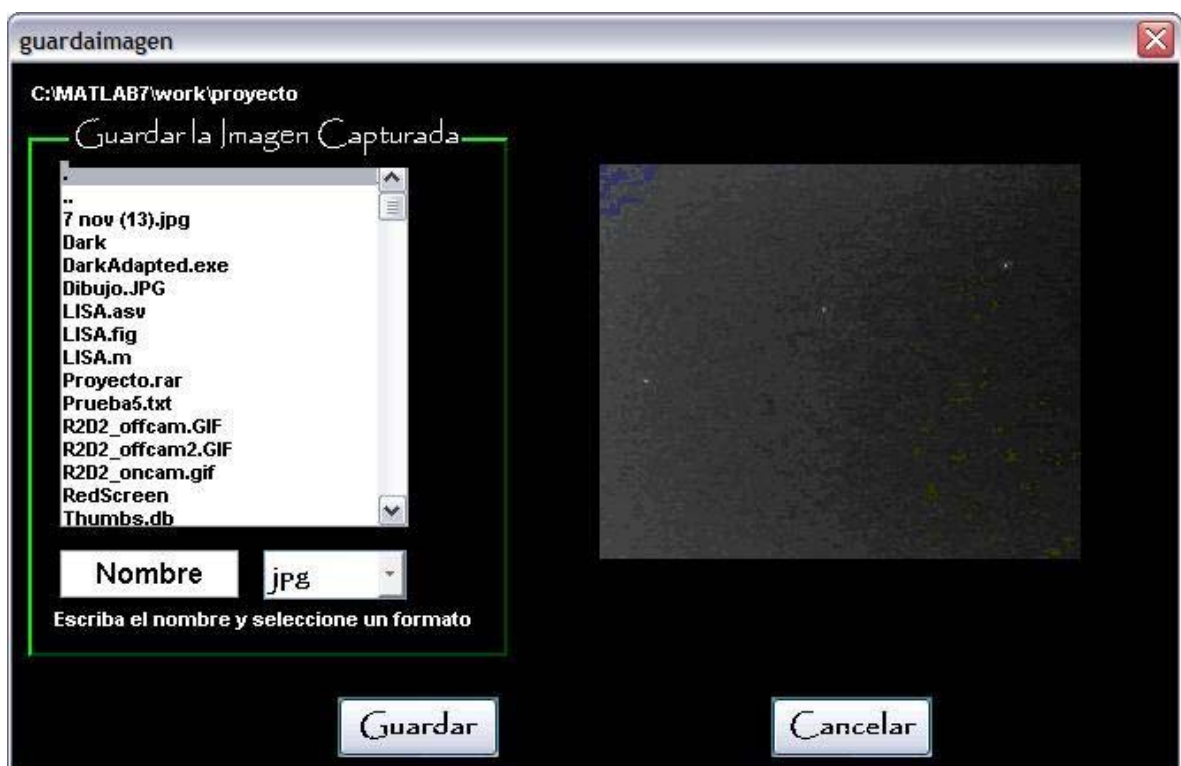 guardaimagen
C:\MATLAB7\work\proyecto
Guardar la Imagen Capturada
.
..
7 nov (13).jpg
Dark
DarkAdapted.exe
Dibujo.JPG
LISA.asv
LISA.fig
LISA.m
Proyecto.rar
Prueba5.txt
R2D2_offcam.GIF
R2D2_offcam2.GIF
R2D2_oncam.gif
RedScreen
Thumbs.db
Nombre
jpg
Escriba el nombre y seleccione un formato
Guardar
Cancelar